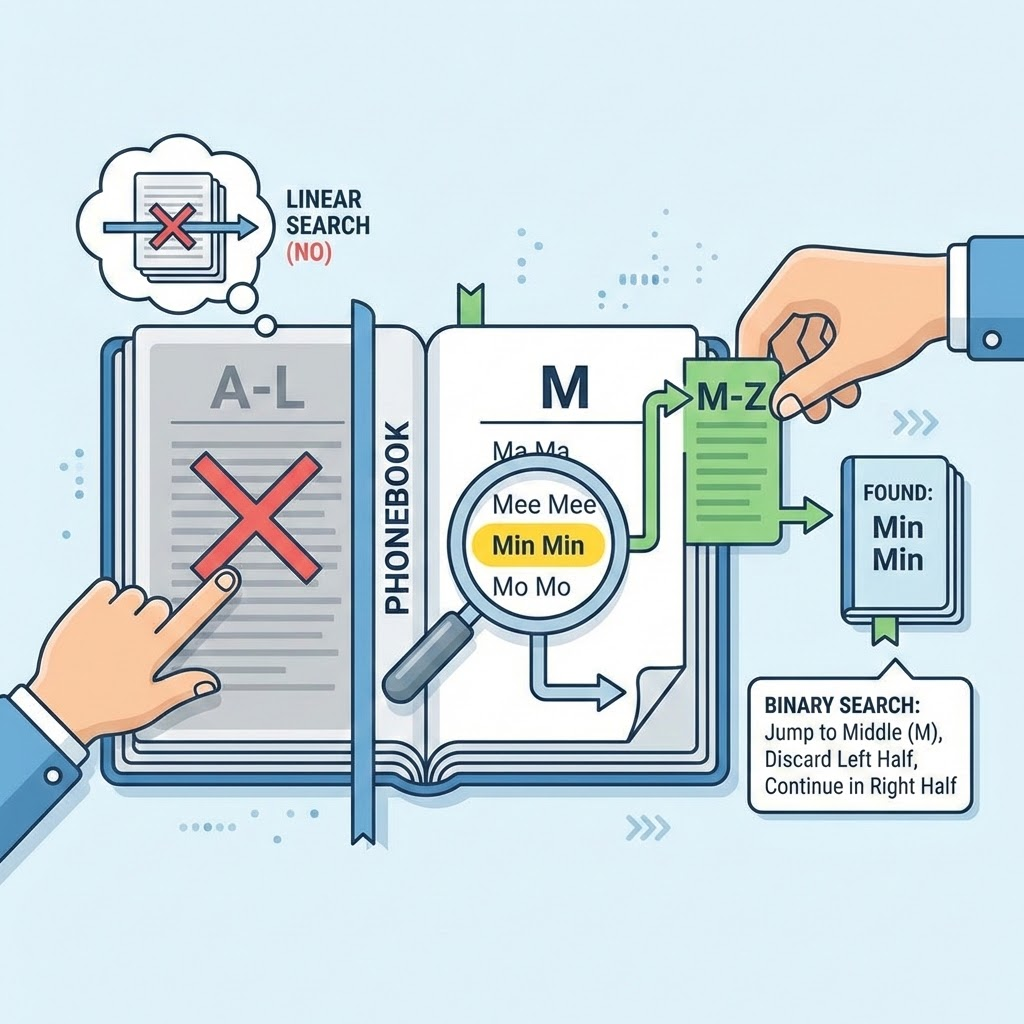 LINEAR
SEARCH
(NO)
A-L
PHONEBOOK
M
Ma Ma
Mee Mee
Min Min
Mo Mo
M-Z
FOUND:
Min
Min
BINARY SEARCH:
Jump to Middle (M),
Discard Left Half,
Continue in Right Half